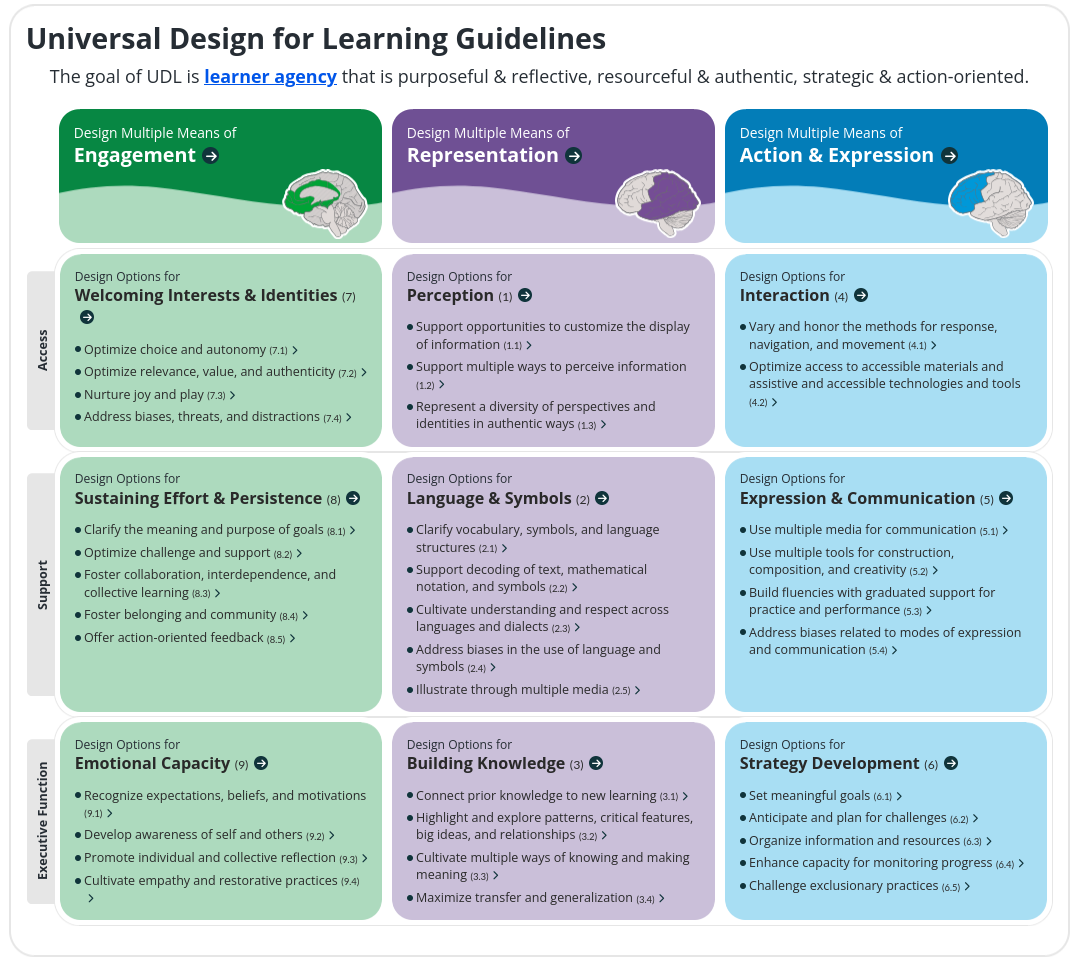 Universal Design for Learning Guidelines
The goal of UDL is learner agency that is purposeful & reflective, resourceful & authentic, strategic & action-oriented.
Design Multiple Means of
Engagement
Design Multiple Means of
Representation
Design Multiple Means of
Action & Expression
Access
Design Options for
Welcoming Interests & Identities (7)
Optimize choice and autonomy (7.1)
Optimize relevance, value, and authenticity (7.2)
Nurture joy and play (7.3)
Address biases, threats, and distractions (7.4)
Design Options for
Perception (1)
Support opportunities to customize the display
of information (1.1)
Support multiple ways to perceive information
(1.2)
Represent a diversity of perspectives and
identities in authentic ways (1.3)
Design Options for
Interaction (4)
Vary and honor the methods for response,
navigation, and movement (4.1)
Optimize access to accessible materials and
assistive and accessible technologies and tools
(4.2)
Support
Design Options for
Sustaining Effort & Persistence (8)
Clarify the meaning and purpose of goals (8.1)
Optimize challenge and support (8.2)
Foster collaboration, interdependence, and
collective learning (8.3)
Foster belonging and community (8.4)
Offer action-oriented feedback (8.5)
Design Options for
Language & Symbols (2)
Clarify vocabulary, symbols, and language
structures (2.1)
Support decoding of text, mathematical
notation, and symbols (2.2)
Cultivate understanding and respect across
languages and dialects (2.3)
Address biases in the use of language and
symbols (2.4)
Illustrate through multiple media (2.5)
Design Options for
Expression & Communication (5)
Use multiple media for communication (5.1)
Use multiple tools for construction,
composition, and creativity (5.2)
Build fluencies with graduated support for
practice and performance (5.3)
Address biases related to modes of expression
and communication (5.4)
Executive Function
Design Options for
Emotional Capacity (9)
Recognize expectations, beliefs, and motivations
(9.1)
Develop awareness of self and others (9.2)
Promote individual and collective reflection (9.3)
Cultivate empathy and restorative practices (9.4)
Design Options for
Building Knowledge (3)
Connect prior knowledge to new learning (3.1)
Highlight and explore patterns, critical features,
big ideas, and relationships (3.2)
Cultivate multiple ways of knowing and making
meaning (3.3)
Maximize transfer and generalization (3.4)
Design Options for
Strategy Development (6)
Set meaningful goals (6.1)
Anticipate and plan for challenges (6.2)
Organize information and resources (6.3)
Enhance capacity for monitoring progress (6.4)
Challenge exclusionary practices (6.5)